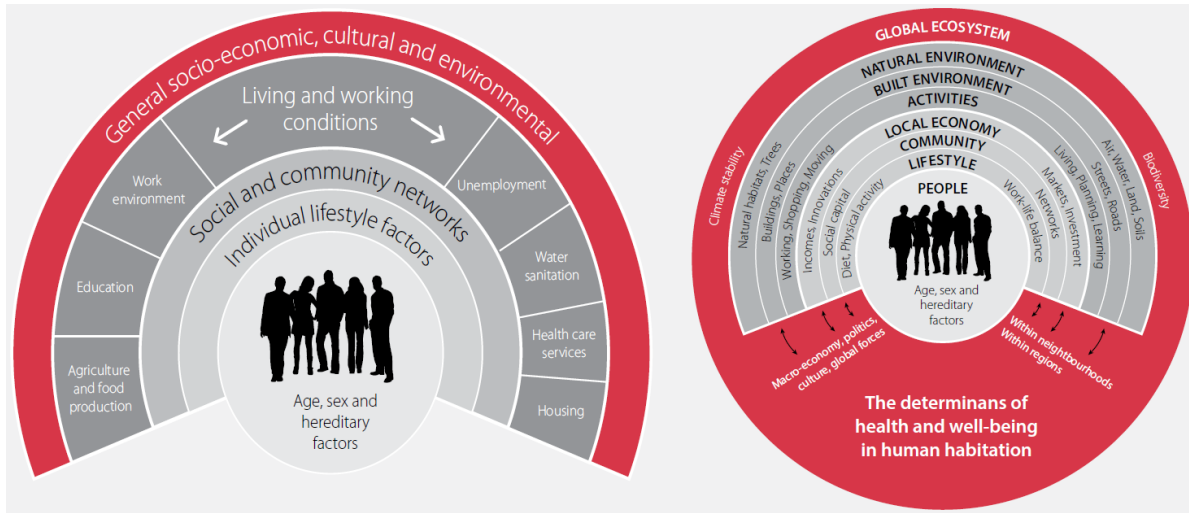 General socio-economic, cultural and environmental
Living and working
conditions
Work
environment
Education
Agriculture
and food
production
Unemployment
Water
sanitation
Health care
services
Housing
Social and community networks
Individual lifestyle factors
Age, sex and
hereditary
factors
GLOBAL ECOSYSTEM
NATURAL ENVIRONMENT
BUILT ENVIRONMENT
ACTIVITIES
LOCAL ECONOMY
COMMUNITY
LIFESTYLE
PEOPLE
Climate stability
Natural habitats, Trees
Buildings, Places
Working, Shopping, Moving
Incomes, Innovations
Social capital
Diet, Physical activity
Work-life balance
Networks
Markets, Investment
Living, Planning, Learning
Streets, Roads
Air, Water, Land, Soils
Biodiversity
Age, sex and
hereditary
factors
Macro-economy, politics,
culture, global forces
Within neighbourhoods
Within regions
The determinans of
health and well-being
in human habitation